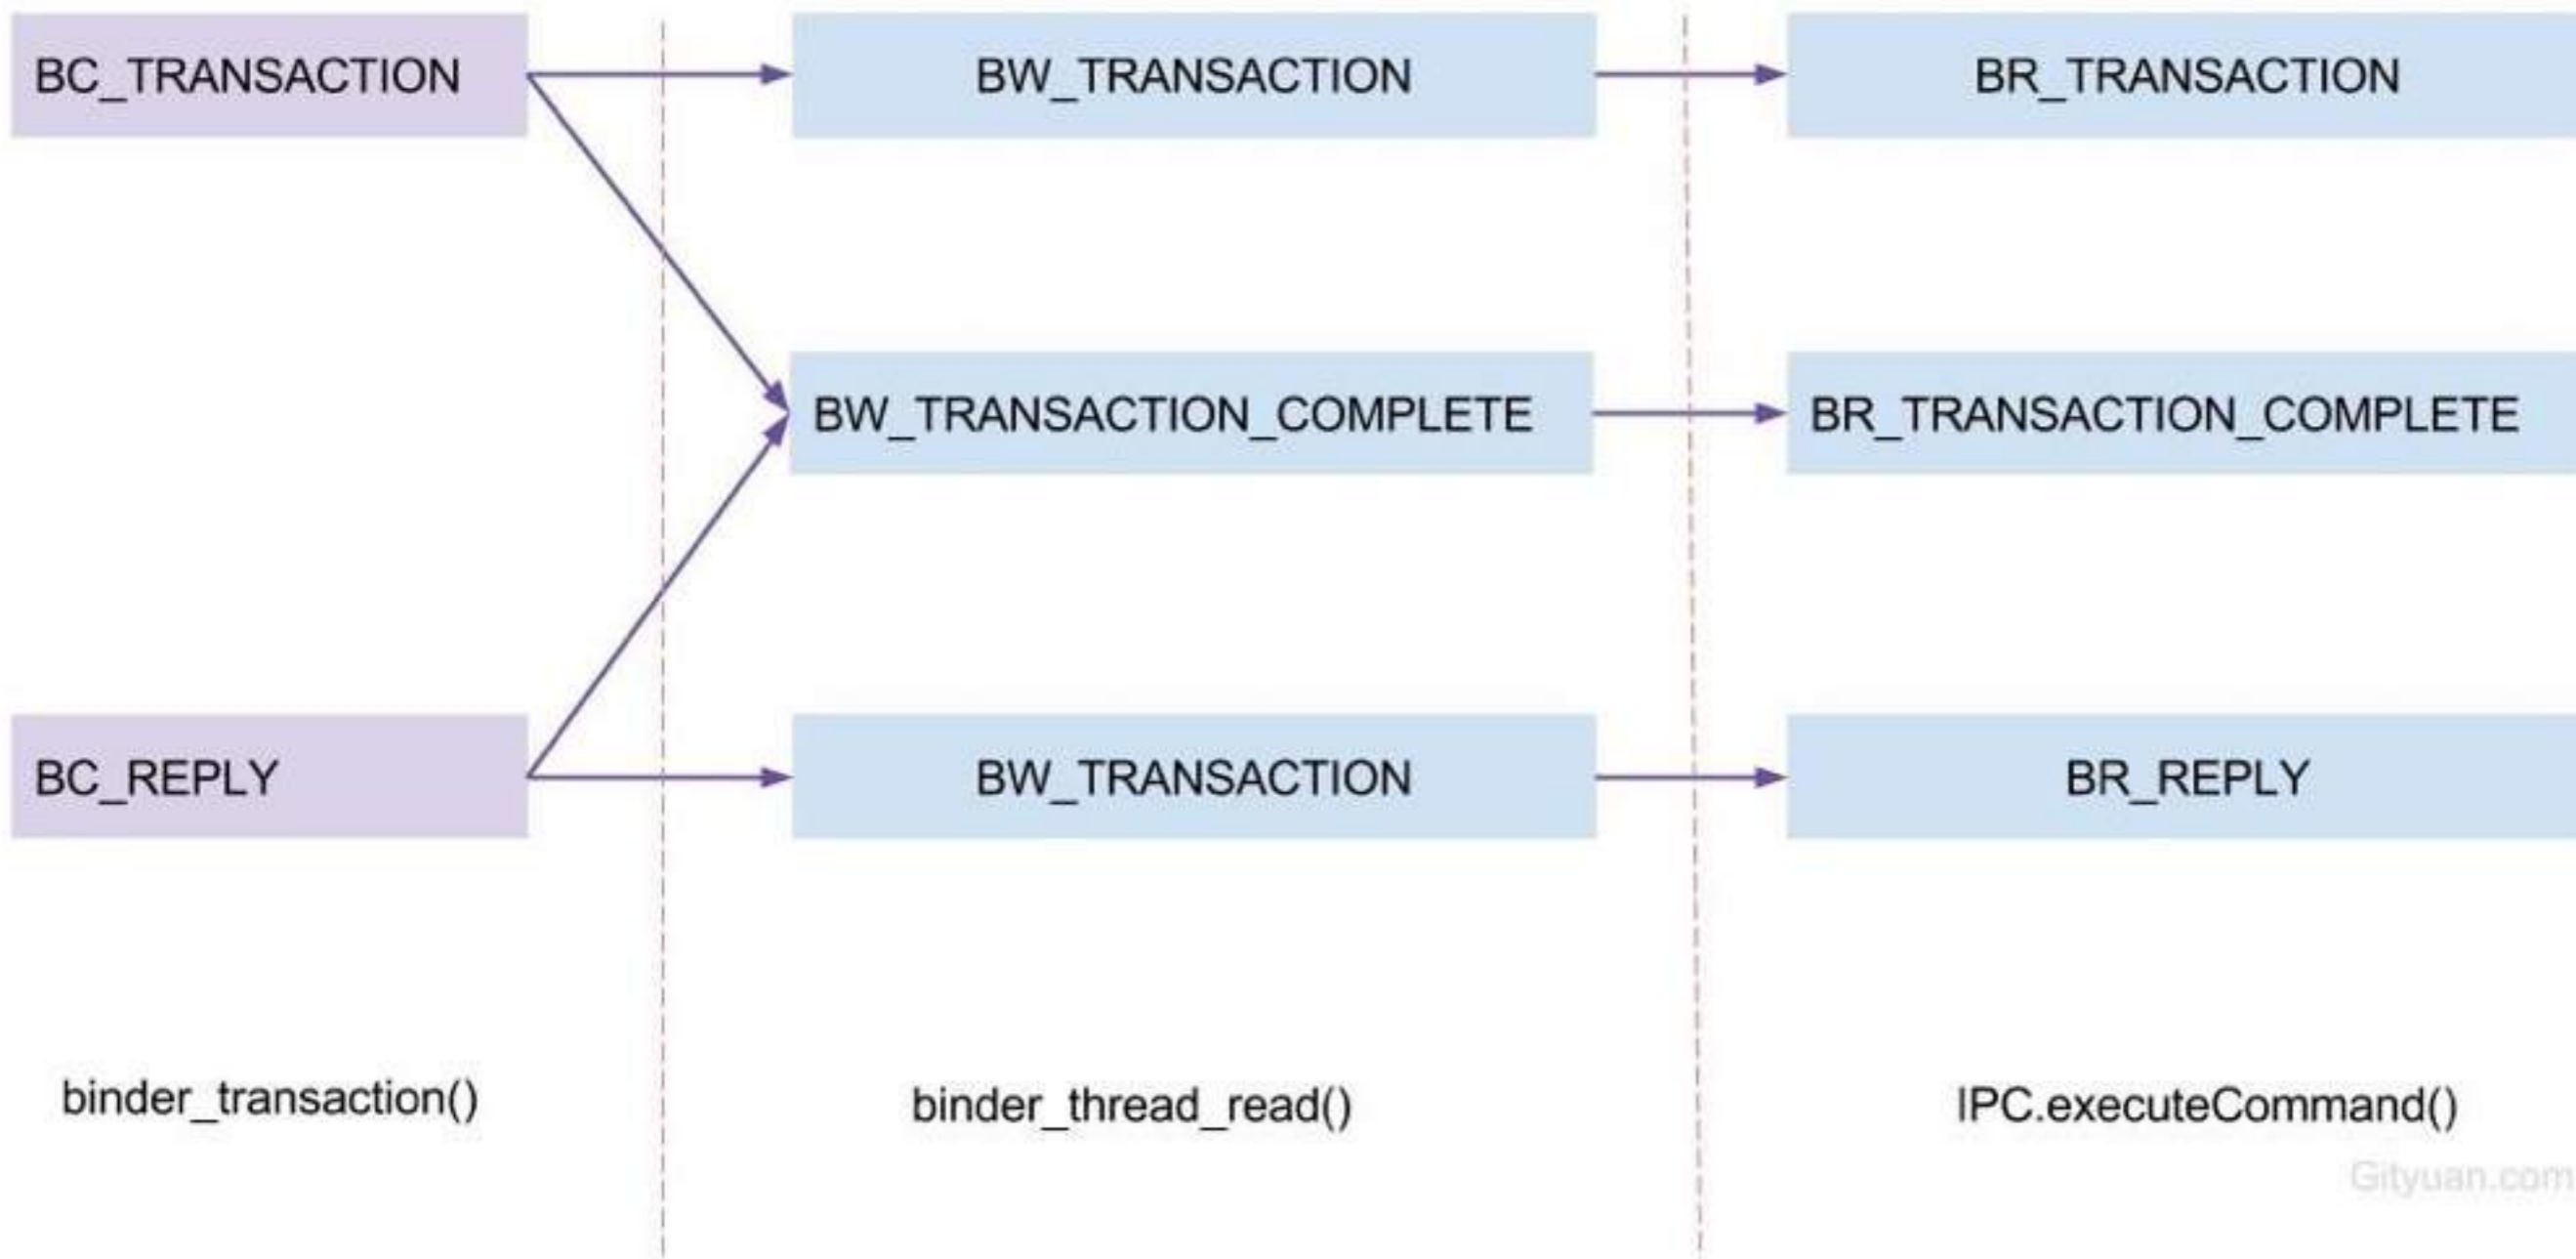 BC_TRANSACTION
BW_TRANSACTION
BR_TRANSACTION
BW_TRANSACTION_COMPLETE
BR_TRANSACTION_COMPLETE
BC_REPLY
BW_TRANSACTION
BR_REPLY
binder_transaction()
binder_thread_read()
IPC.executeCommand()
Gityuan.com